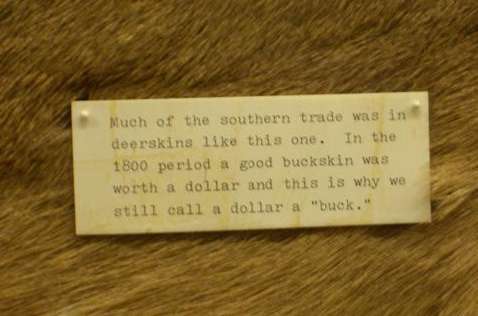 Much of the southern trade was in
deerskins like this one. In the
1800 period a good buckskin was
worth a dollar and this is why we
still call a dollar a "buck."